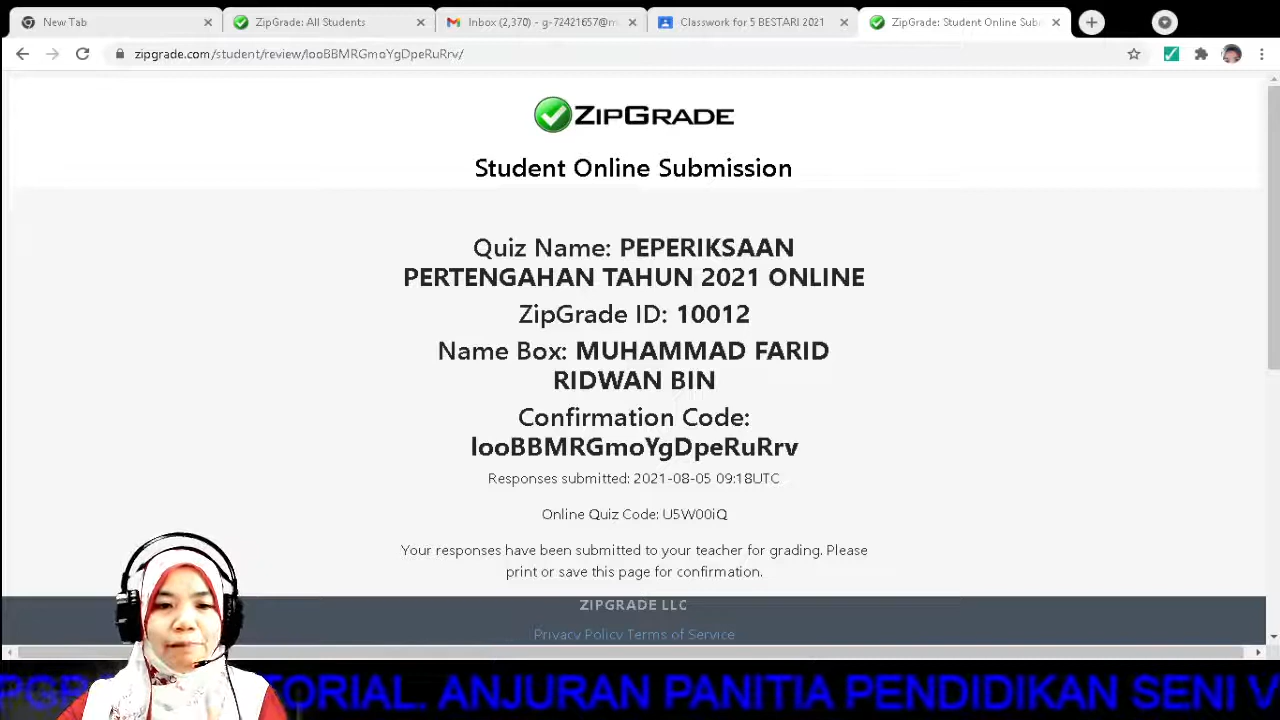 New Tab
ZipGrade: All Students
Inbox (2,370) - g-72421657@m
Classwork for 5 BESTARI 2021
ZipGrade: Student Online Sub
zipgrade.com/student/review/looBBMRGmoYgDpeRuRrv/
ZIPGRADE
Student Online Submission
Quiz Name: PEPERIKSAAN
PERTENGAHAN TAHUN 2021 ONLINE
ZipGrade ID: 10012
Name Box: MUHAMMAD FARID
RIDWAN BIN
Confirmation Code:
looBBMRGmoYgDpeRuRrv
Responses submitted: 2021-08-05 09:18UTC
Online Quiz Code: U5W00iQ
Your responses have been submitted to your teacher for grading. Please
print or save this page for confirmation.
ZIPGRADE LLC
Privacy Policy Terms of Service
TORIAL. ANJURAN PANITIA PENDIDIKAN SENI V